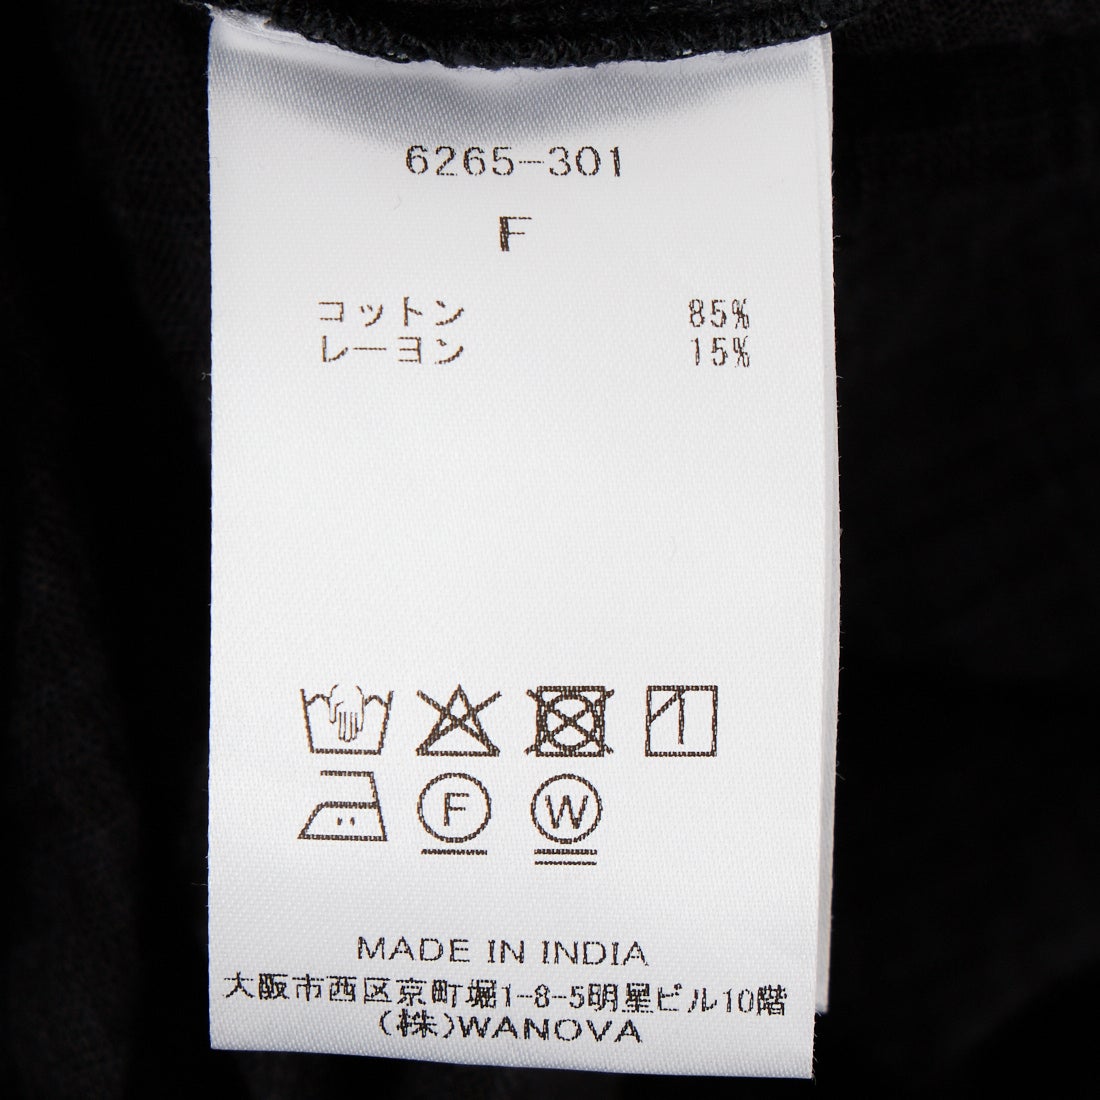 6265-301
F
コットン 85%
レーヨン 15%
F W
MADE IN INDIA
大阪市西区京町堀1-8-5明星ビル10階
(株)WANOVA